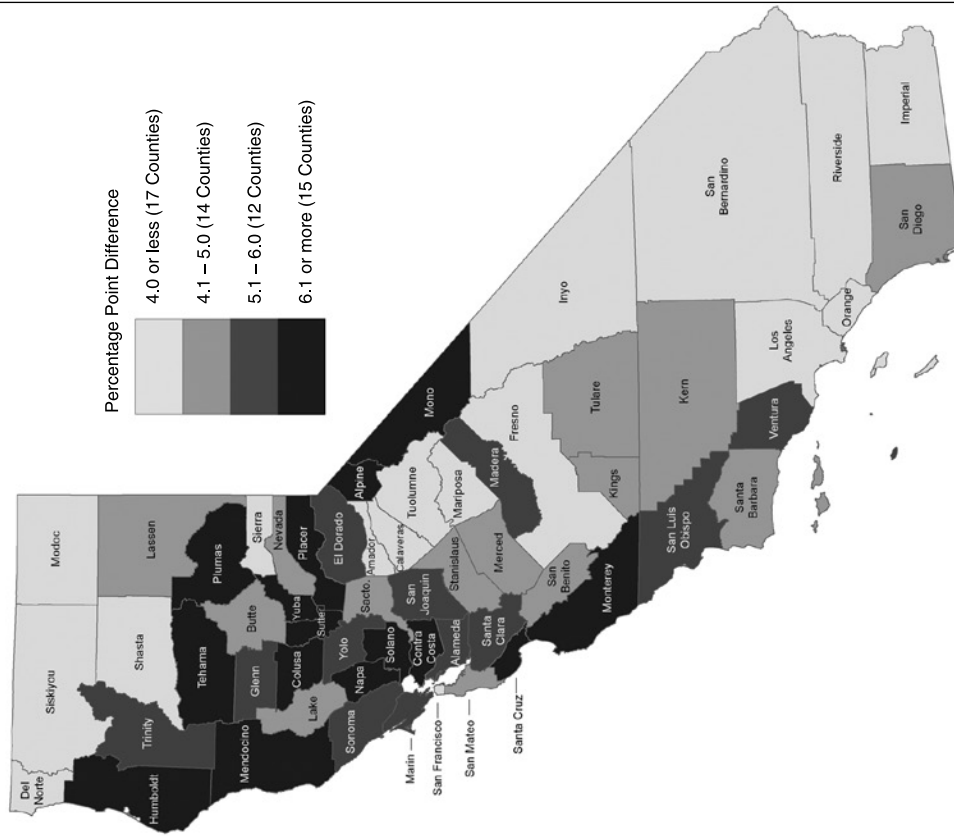 Percentage Point Difference
4.0 or less (17 Counties)
4.1 – 5.0 (14 Counties)
5.1 – 6.0 (12 Counties)
6.1 or more (15 Counties)
Del
Norte
Siskiyou
Modoc
Humboldt
Trinity
Shasta
Lassen
Mendocino
Tehama
Plumas
Glenn
Butte
Sierra
Lake
Colusa
Yuba
Nevada
Sutter
Placer
Sonoma
Napa
Yolo
El Dorado
Solano
Sacto.
Amador
Alpine
Marin
Contra
Costa
San
Joaquin
Calaveras
Tuolumne
Mono
San Francisco
Alameda
Stanislaus
Mariposa
San Mateo
Santa
Clara
Merced
Madera
Santa Cruz
San
Benito
Fresno
Inyo
Monterey
Kings
Tulare
San Luis
Obispo
Kern
San
Bernardino
Santa
Barbara
Ventura
Los
Angeles
Orange
Riverside
San
Diego
Imperial